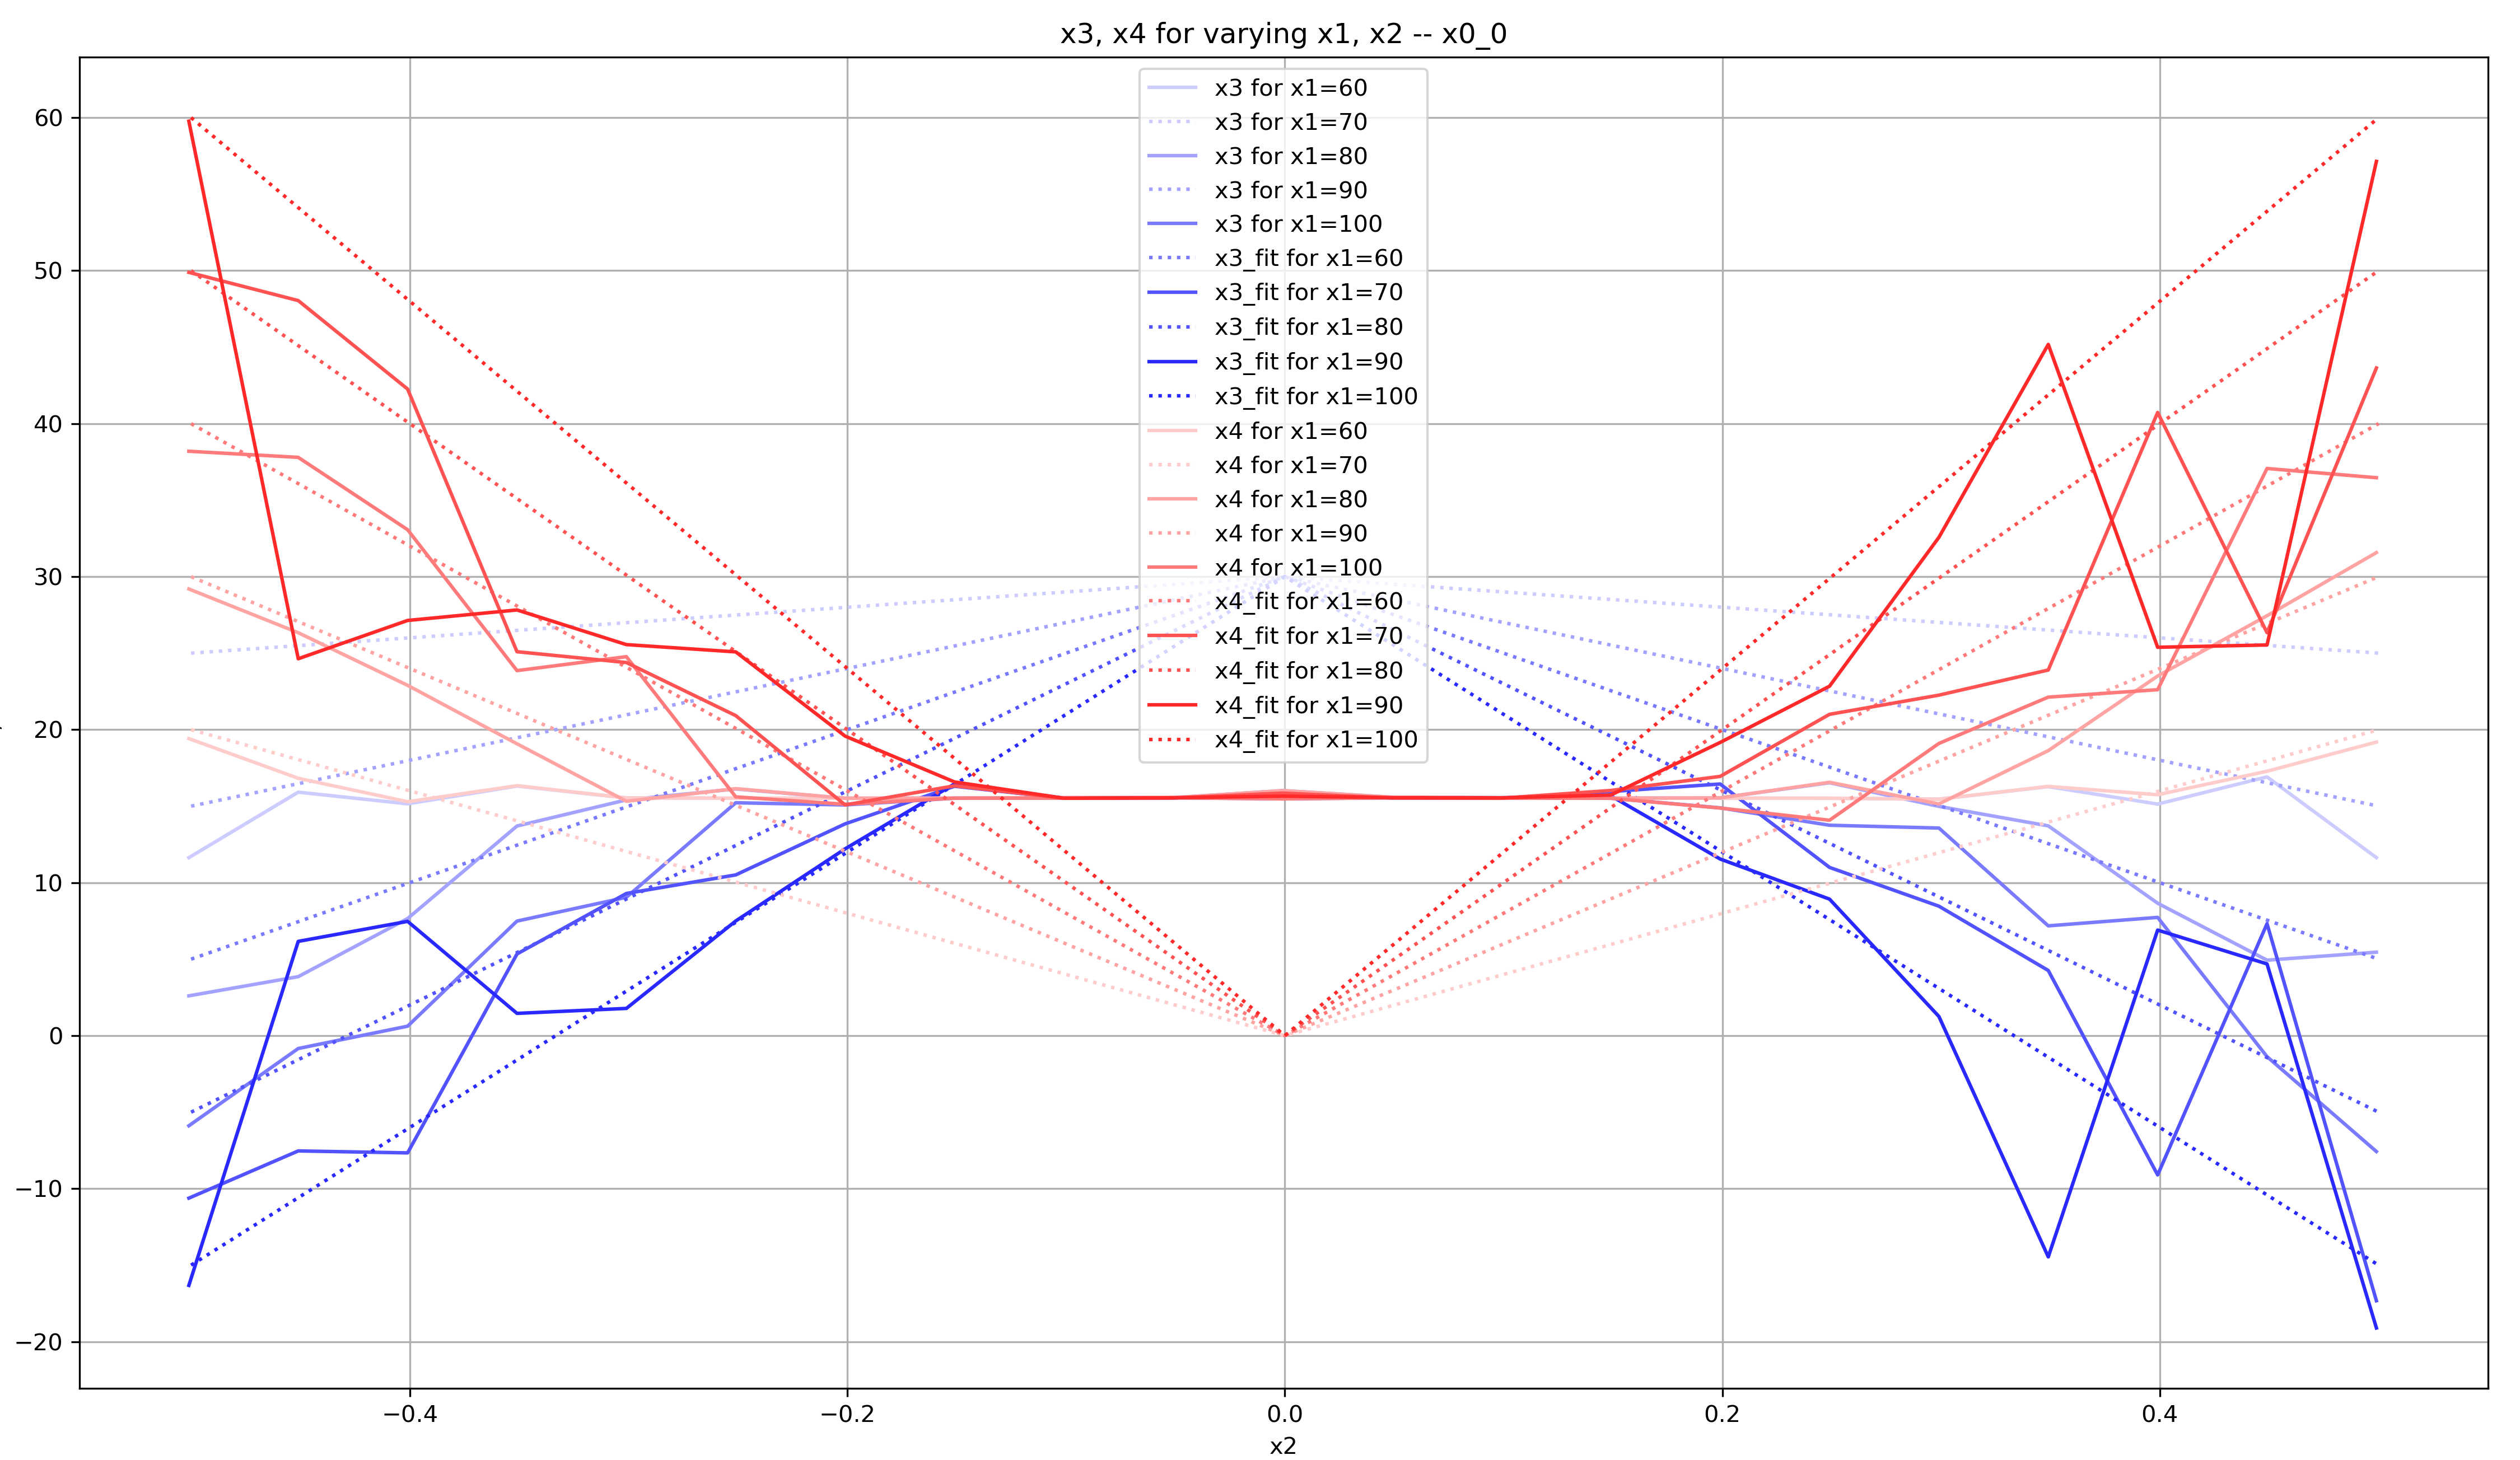 x3, x4 for varying x1, x2 -- x0_0
x3 for x1=60
x3 for x1=70
x3 for x1=80
x3 for x1=90
x3 for x1=100
x3_fit for x1=60
x3_fit for x1=70
x3_fit for x1=80
x3_fit for x1=90
x3_fit for x1=100
x4 for x1=60
x4 for x1=70
x4 for x1=80
x4 for x1=90
x4 for x1=100
x4_fit for x1=60
x4_fit for x1=70
x4_fit for x1=80
x4_fit for x1=90
x4_fit for x1=100
60
50
40
30
20
10
0
−10
−20
−0.4
−0.2
0.0
0.2
0.4
x2